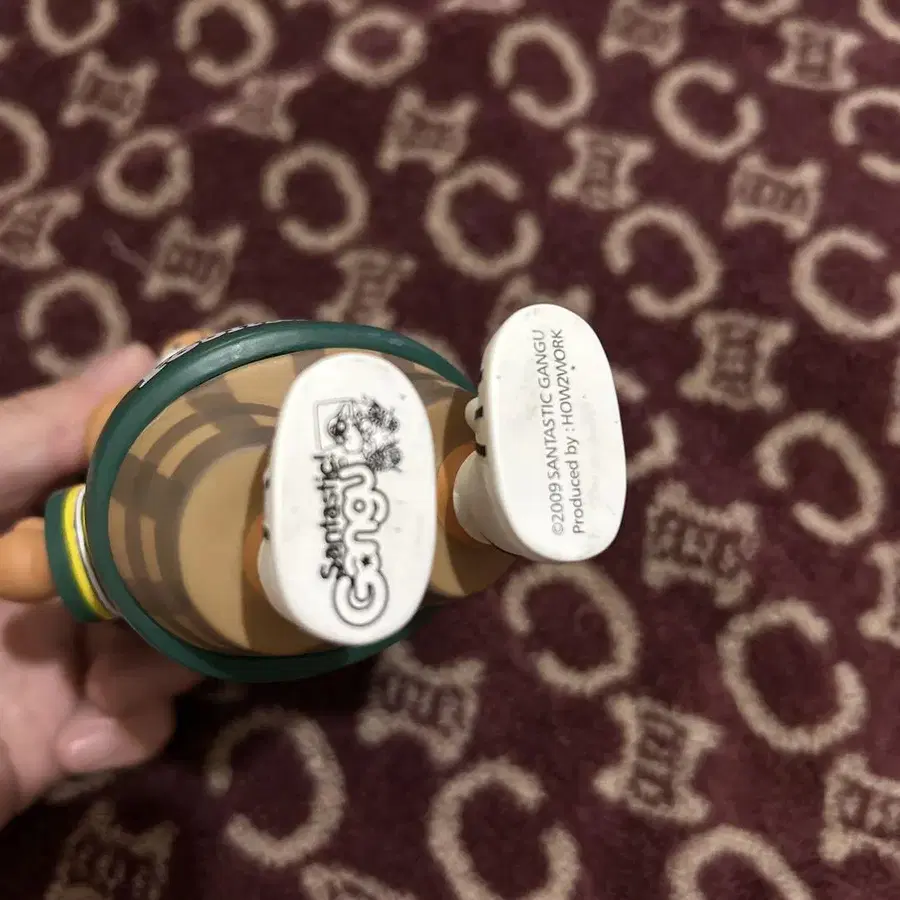 Santastic!
Gangu
©2009 SANTASTIC GANGU
Produced by : HOW2WORK